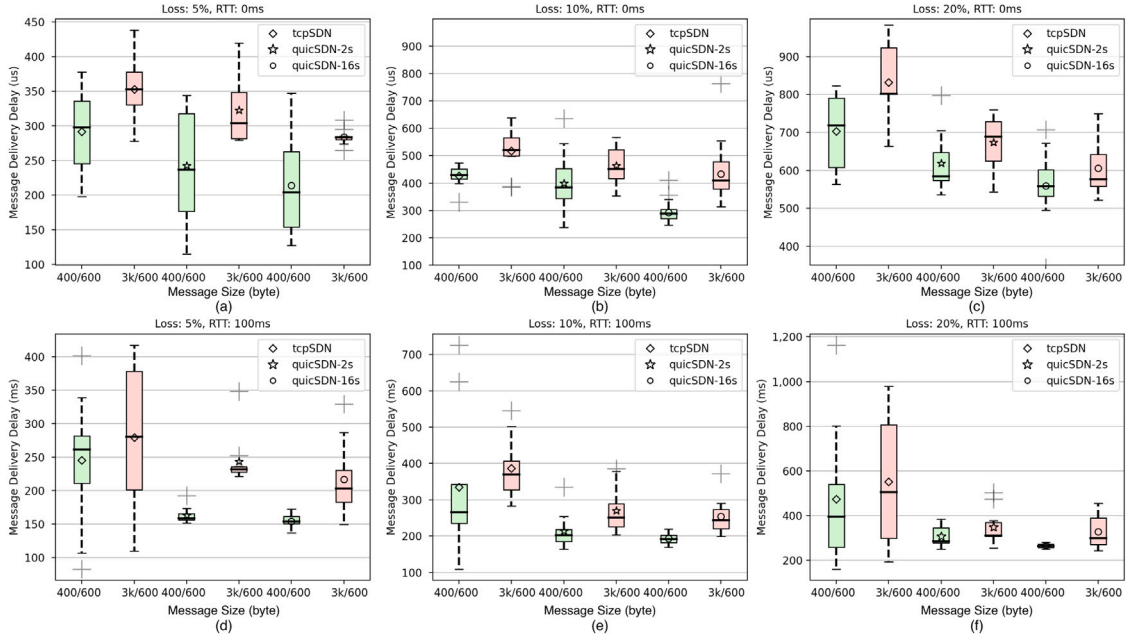 Loss: 5%, RTT: 0ms
Message Delivery Delay (us)
450
400
350
300
250
200
150
100
tcpSDN
quicSDN-2s
quicSDN-16s
400/600 3k/600 400/600 3k/600 400/600 3k/600
Message Size (byte)
(a)
Loss: 10%, RTT: 0ms
Message Delivery Delay (us)
900
800
700
600
500
400
300
200
100
tcpSDN
quicSDN-2s
quicSDN-16s
400/600 3k/600 400/600 3k/600 400/600 3k/600
Message Size (byte)
(b)
Loss: 20%, RTT: 0ms
Message Delivery Delay (us)
900
800
700
600
500
400
tcpSDN
quicSDN-2s
quicSDN-16s
400/600 3k/600 400/600 3k/600 400/600 3k/600
Message Size (byte)
(c)
Loss: 5%, RTT: 100ms
Message Delivery Delay (ms)
400
350
300
250
200
150
100
tcpSDN
quicSDN-2s
quicSDN-16s
400/600 3k/600 400/600 3k/600 400/600 3k/600
Message Size (byte)
(d)
Loss: 10%, RTT: 100ms
Message Delivery Delay (ms)
700
600
500
400
300
200
100
tcpSDN
quicSDN-2s
quicSDN-16s
400/600 3k/600 400/600 3k/600 400/600 3k/600
Message Size (byte)
(e)
Loss: 20%, RTT: 100ms
Message Delivery Delay (ms)
1,200
1,000
800
600
400
200
tcpSDN
quicSDN-2s
quicSDN-16s
400/600 3k/600 400/600 3k/600 400/600 3k/600
Message Size (byte)
(f)